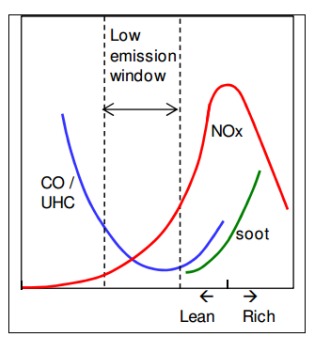 Low
emission
window
NOx
CO /
UHC
soot
Lean
Rich